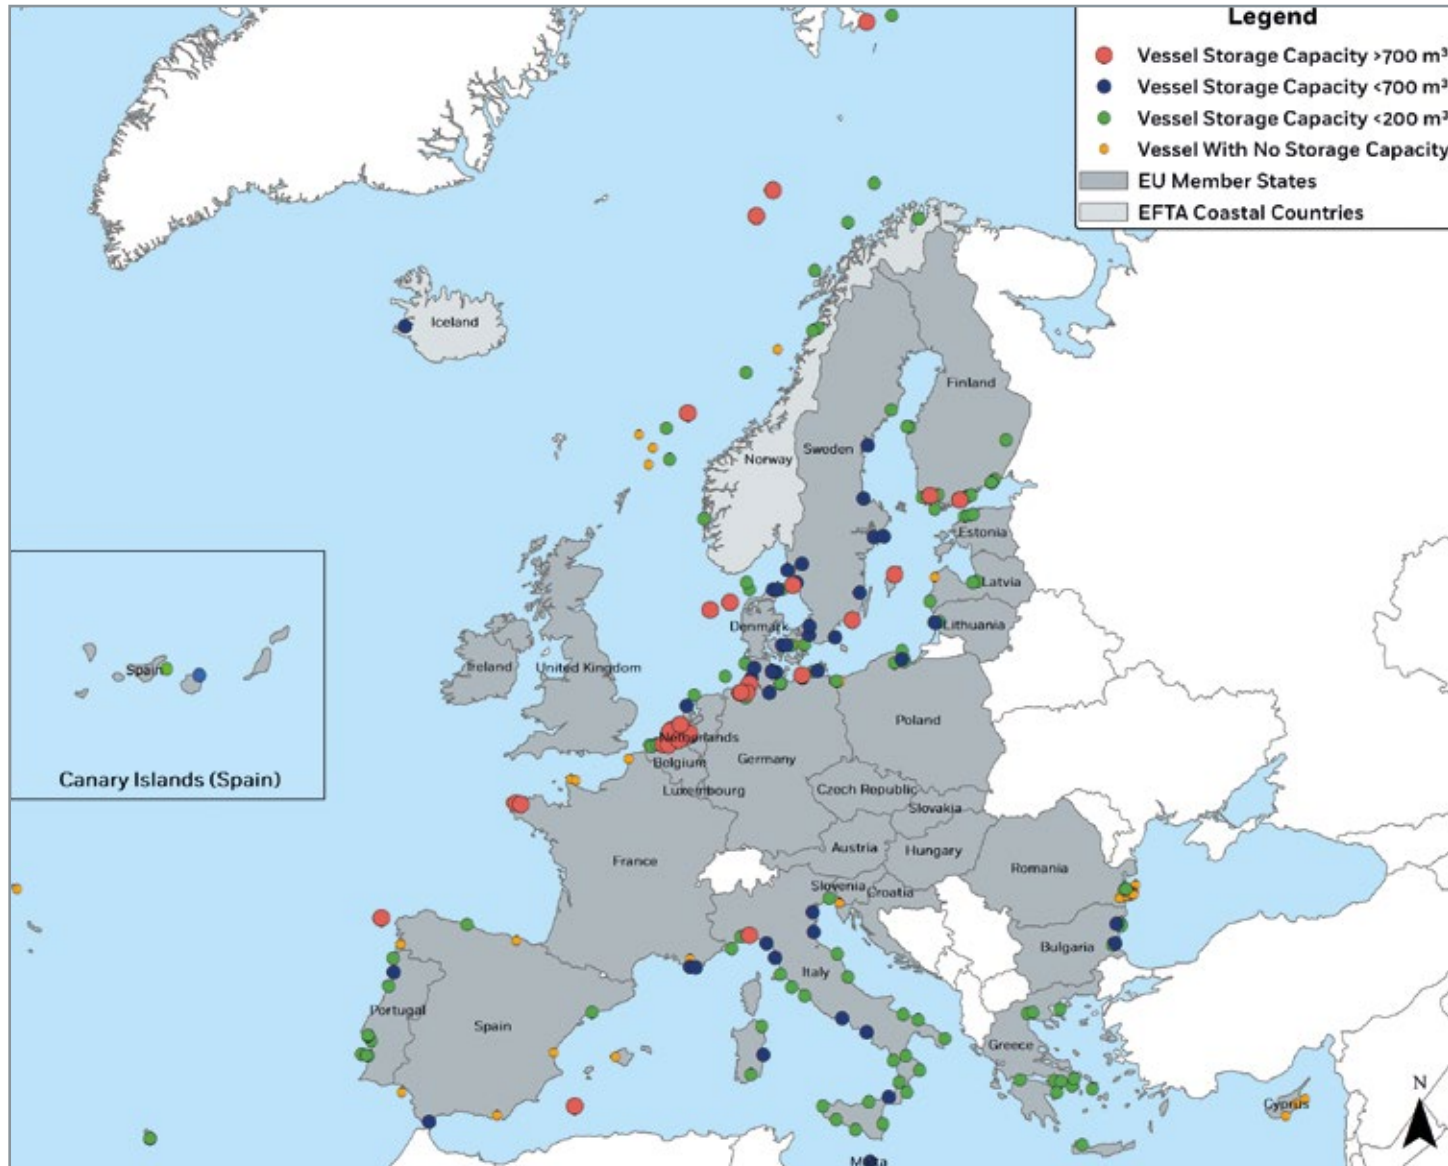 Legend
Vessel Storage Capacity >700 m³
Vessel Storage Capacity <700 m³
Vessel Storage Capacity <200 m³
Vessel With No Storage Capacity
EU Member States
EFTA Coastal Countries
Iceland
Finland
Sweden
Norway
Estonia
Latvia
Denmark
Lithuania
Ireland
United Kingdom
Spain
Canary Islands (Spain)
Netherlands
Poland
Belgium
Germany
Luxembourg
Czech Republic
Slovakia
Austria
Hungary
France
Romania
Slovenia
Croatia
Bulgaria
Italy
Portugal
Spain
Greece
Cyprus
N
Malta